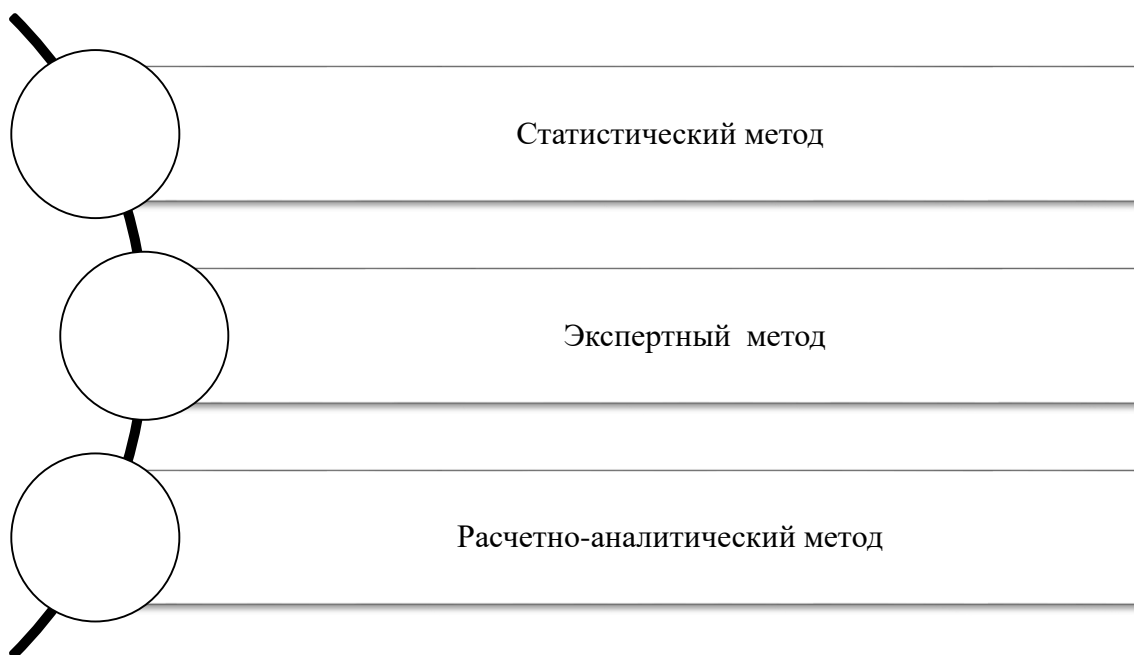 Статистический метод
Экспертный  метод
Расчетно-аналитический метод